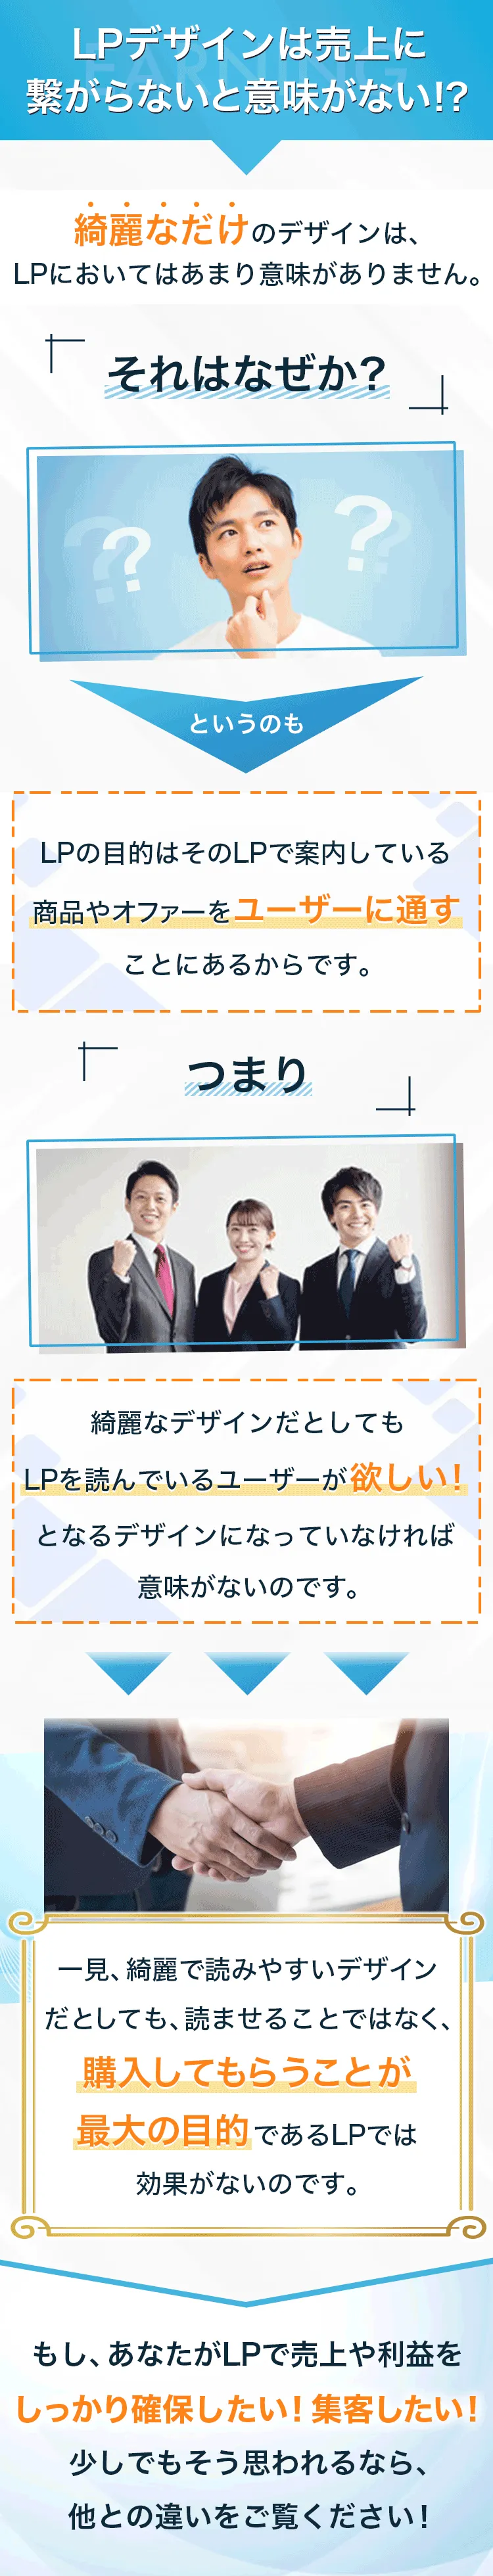 LPデザインは売上に
繋がらないと意味がない!?
綺麗なだけのデザインは、
LPにおいてはあまり意味がありません。
それはなぜか?
? ? ? ?
というのも
LPの目的はそのLPで案内している
商品やオファーをユーザーに通す
ことにあるからです。
つまり
綺麗なデザインだとしても
LPを読んでいるユーザーが欲しい!
となるデザインになっていなければ
意味がないのです。
一見、綺麗で読みやすいデザイン
だとしても、読ませることではなく、
購入してもらうことが
最大の目的であるLPでは
効果がないのです。
もし、あなたがLPで売上や利益を
しっかり確保したい!集客したい!
少しでもそう思われるなら、
他との違いをご覧ください!